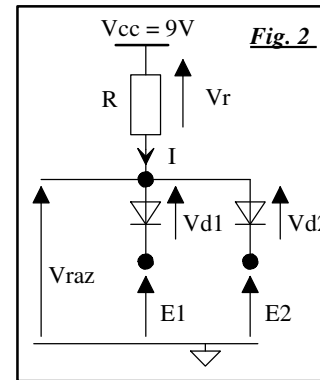 Vcc = 9V
Fig. 2
R
Vr
I
Vd1
Vd2
Vraz
E1
E2